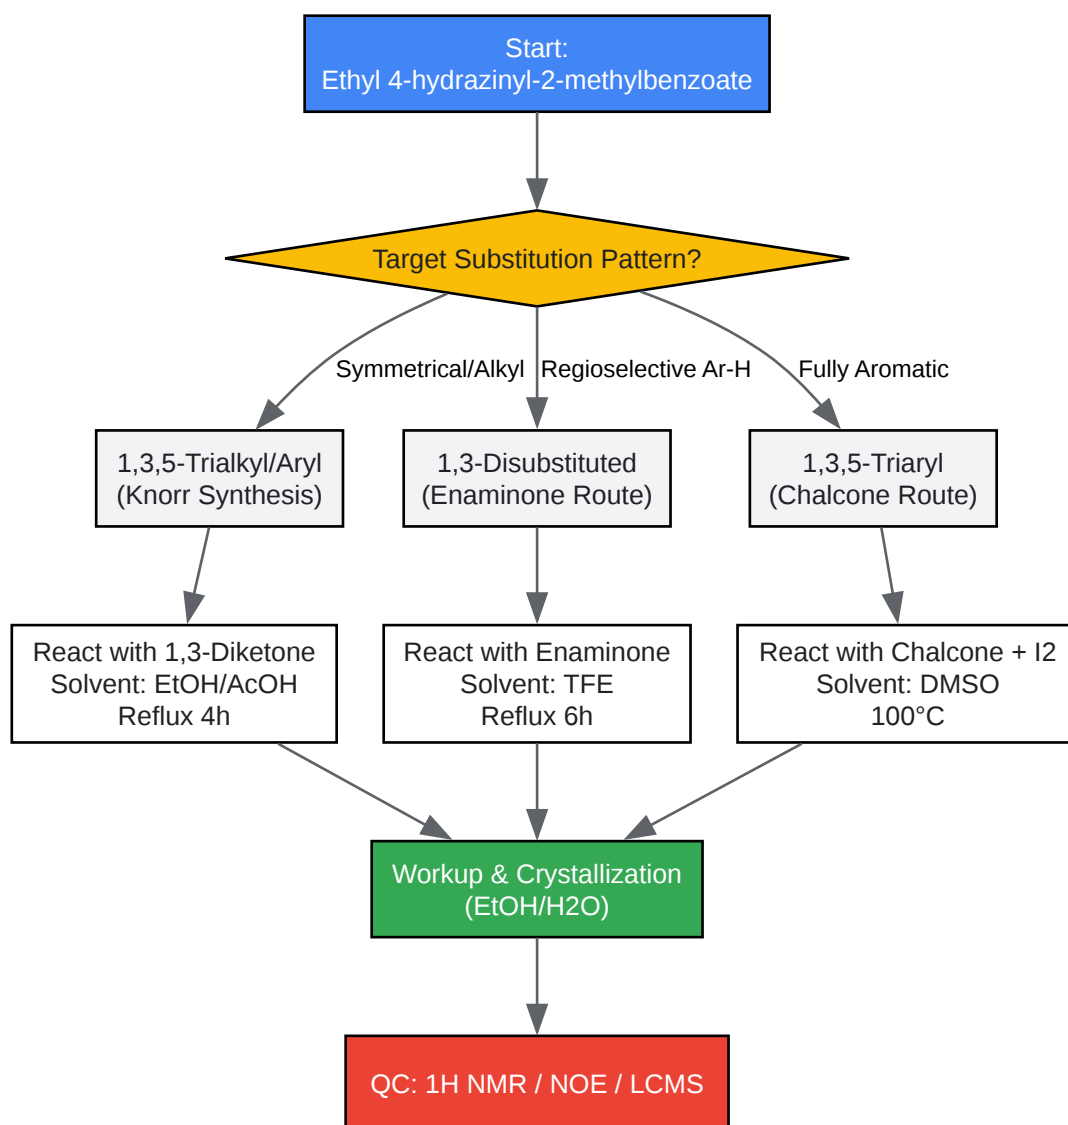 Start:
Ethyl 4-hydrazinyl-2-methylbenzoate
Target Substitution Pattern?
Symmetrical/Alkyl
Regioselective Ar-H
Fully Aromatic
1,3,5-Trialkyl/Aryl
(Knorr Synthesis)
1,3-Disubstituted
(Enaminone Route)
1,3,5-Triaryl
(Chalcone Route)
React with 1,3-Diketone
Solvent: EtOH/AcOH
Reflux 4h
React with Enaminone
Solvent: TFE
Reflux 6h
React with Chalcone + I2
Solvent: DMSO
100°C
Workup & Crystallization
(EtOH/H2O)
QC: 1H NMR / NOE / LCMS